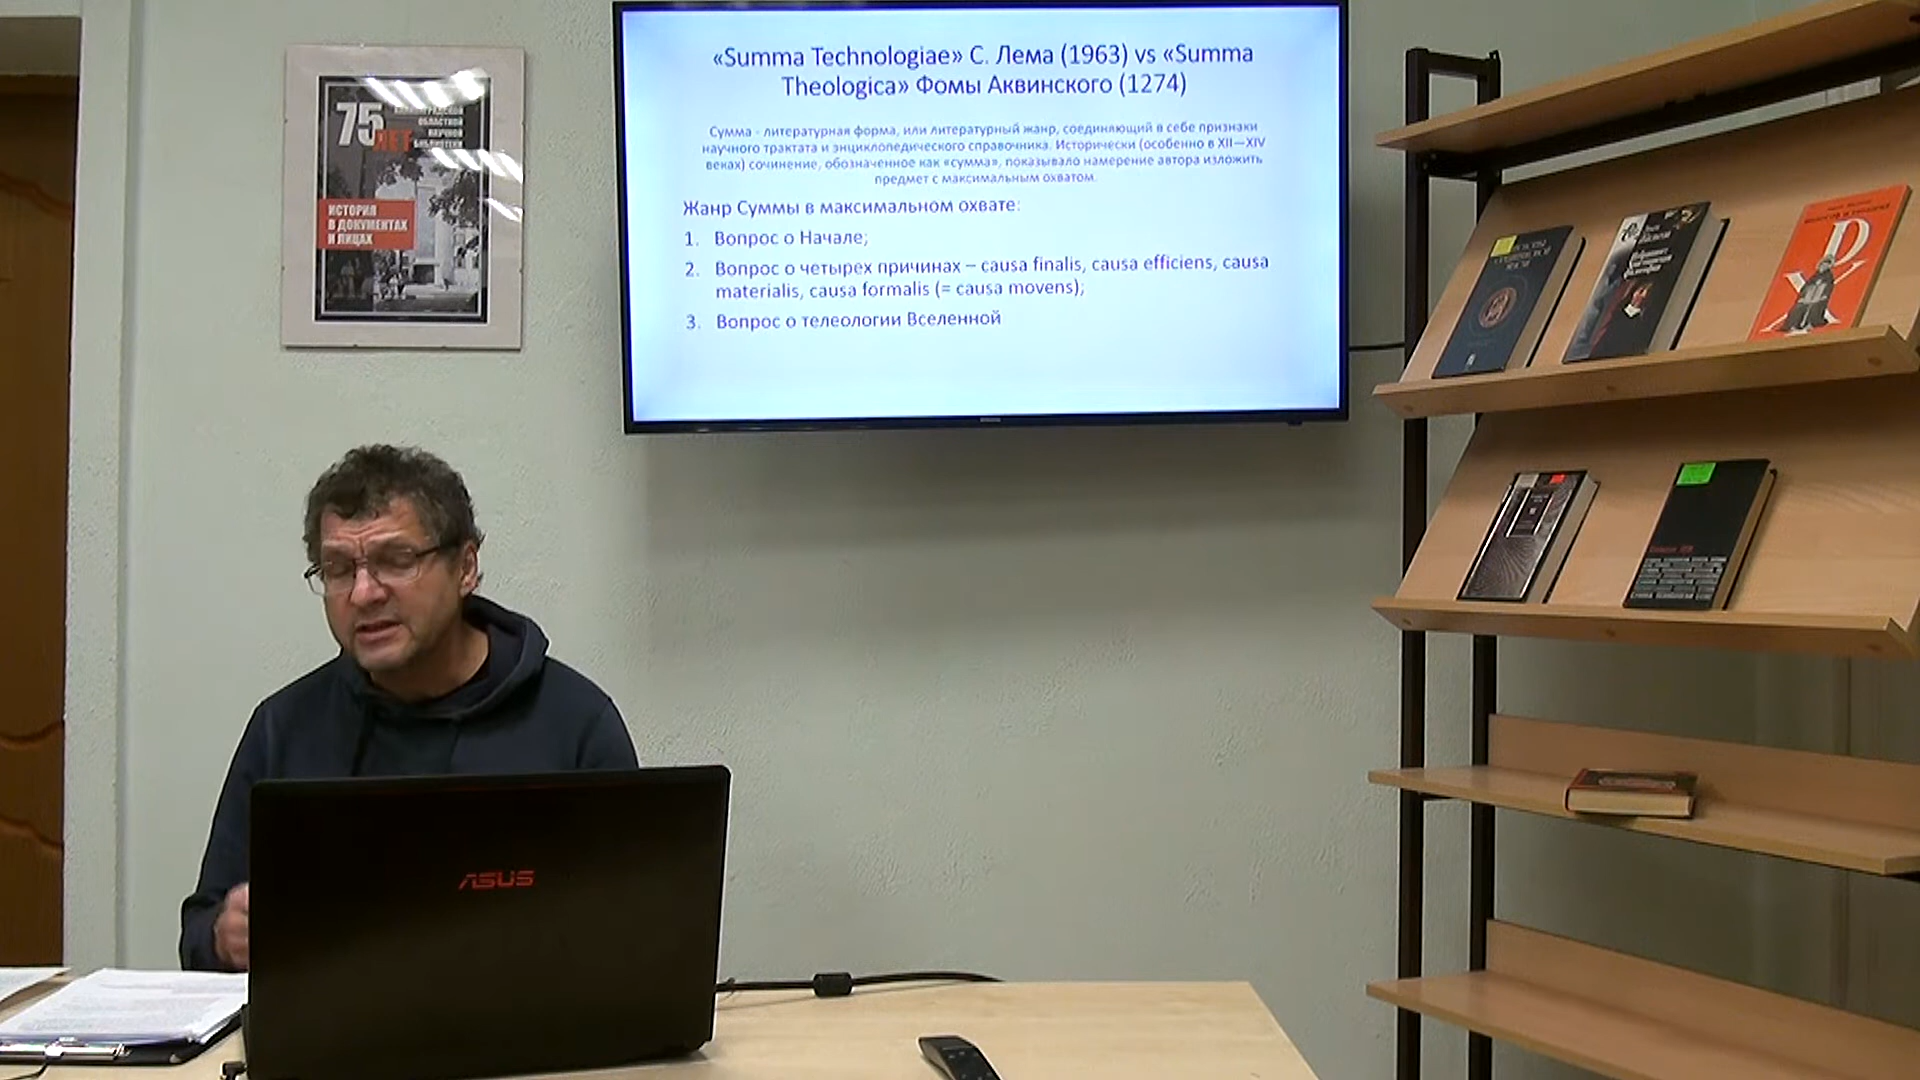 75
ЛЕТ
ОБЛАСТНОЙ
НАУЧНОЙ
БИБЛИОТЕКИ
ИСТОРИЯ
В ДОКУМЕНТАХ
И ЛИЦАХ
«Summa Technologiae» С. Лема (1963) vs «Summa
Theologica» Фомы Аквинского (1274)
Сумма - литературная форма, или литературный жанр, соединяющий в себе признаки
научного трактата и энциклопедического справочника. Исторически (особенно в XII—XIV
веках) сочинение, обозначенное как «сумма», показывало намерение автора изложить
предмет с максимальным охватом.
Жанр Суммы в максимальном охвате:
1. Вопрос о Начале;
2. Вопрос о четырех причинах – causa finalis, causa efficiens, causa
materialis, causa formalis (= causa movens);
3. Вопрос о телеологии Вселенной
ASUS